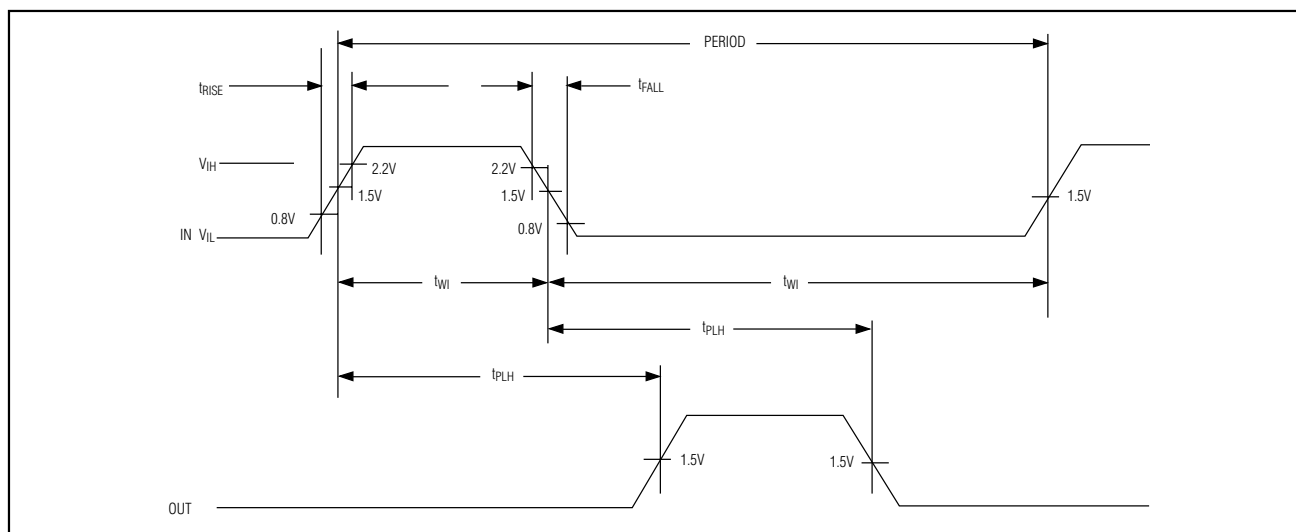 PERIOD
tRISE
tFALL
VIH
2.2V
2.2V
1.5V
1.5V
1.5V
0.8V
0.8V
IN VIL
tWI
tWI
tPLH
tPLH
1.5V
1.5V
OUT